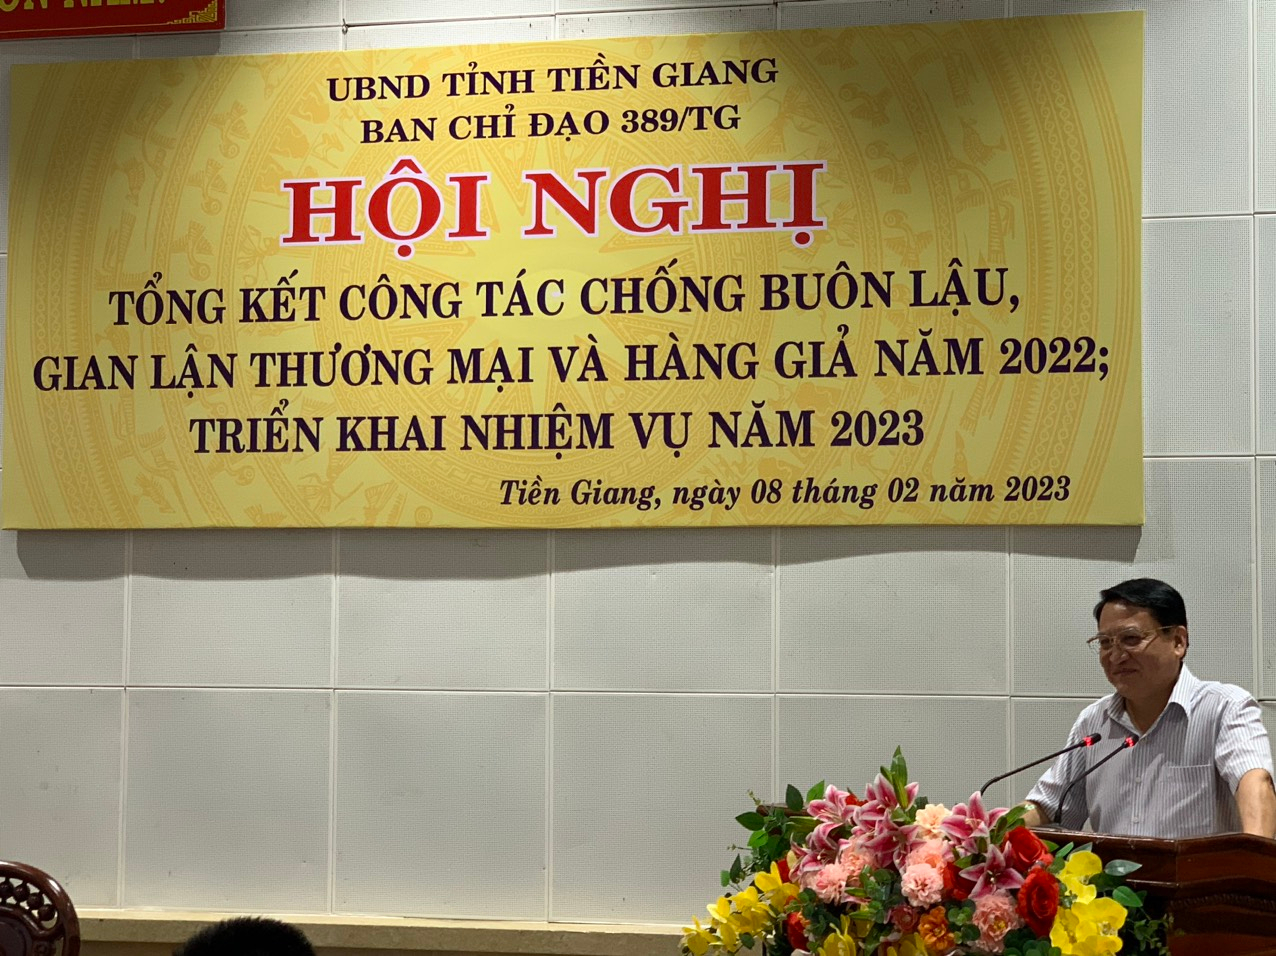 UBND TỈNH TIỀN GIANG
BAN CHỈ ĐẠO 389/TG
HỘI NGHỊ
TỔNG KẾT CÔNG TÁC CHỐNG BUÔN LẬU,
GIAN LẬN THƯƠNG MẠI VÀ HÀNG GIẢ NĂM 2022;
TRIỂN KHAI NHIỆM VỤ NĂM 2023
Tiền Giang, ngày 08 tháng 02 năm 2023